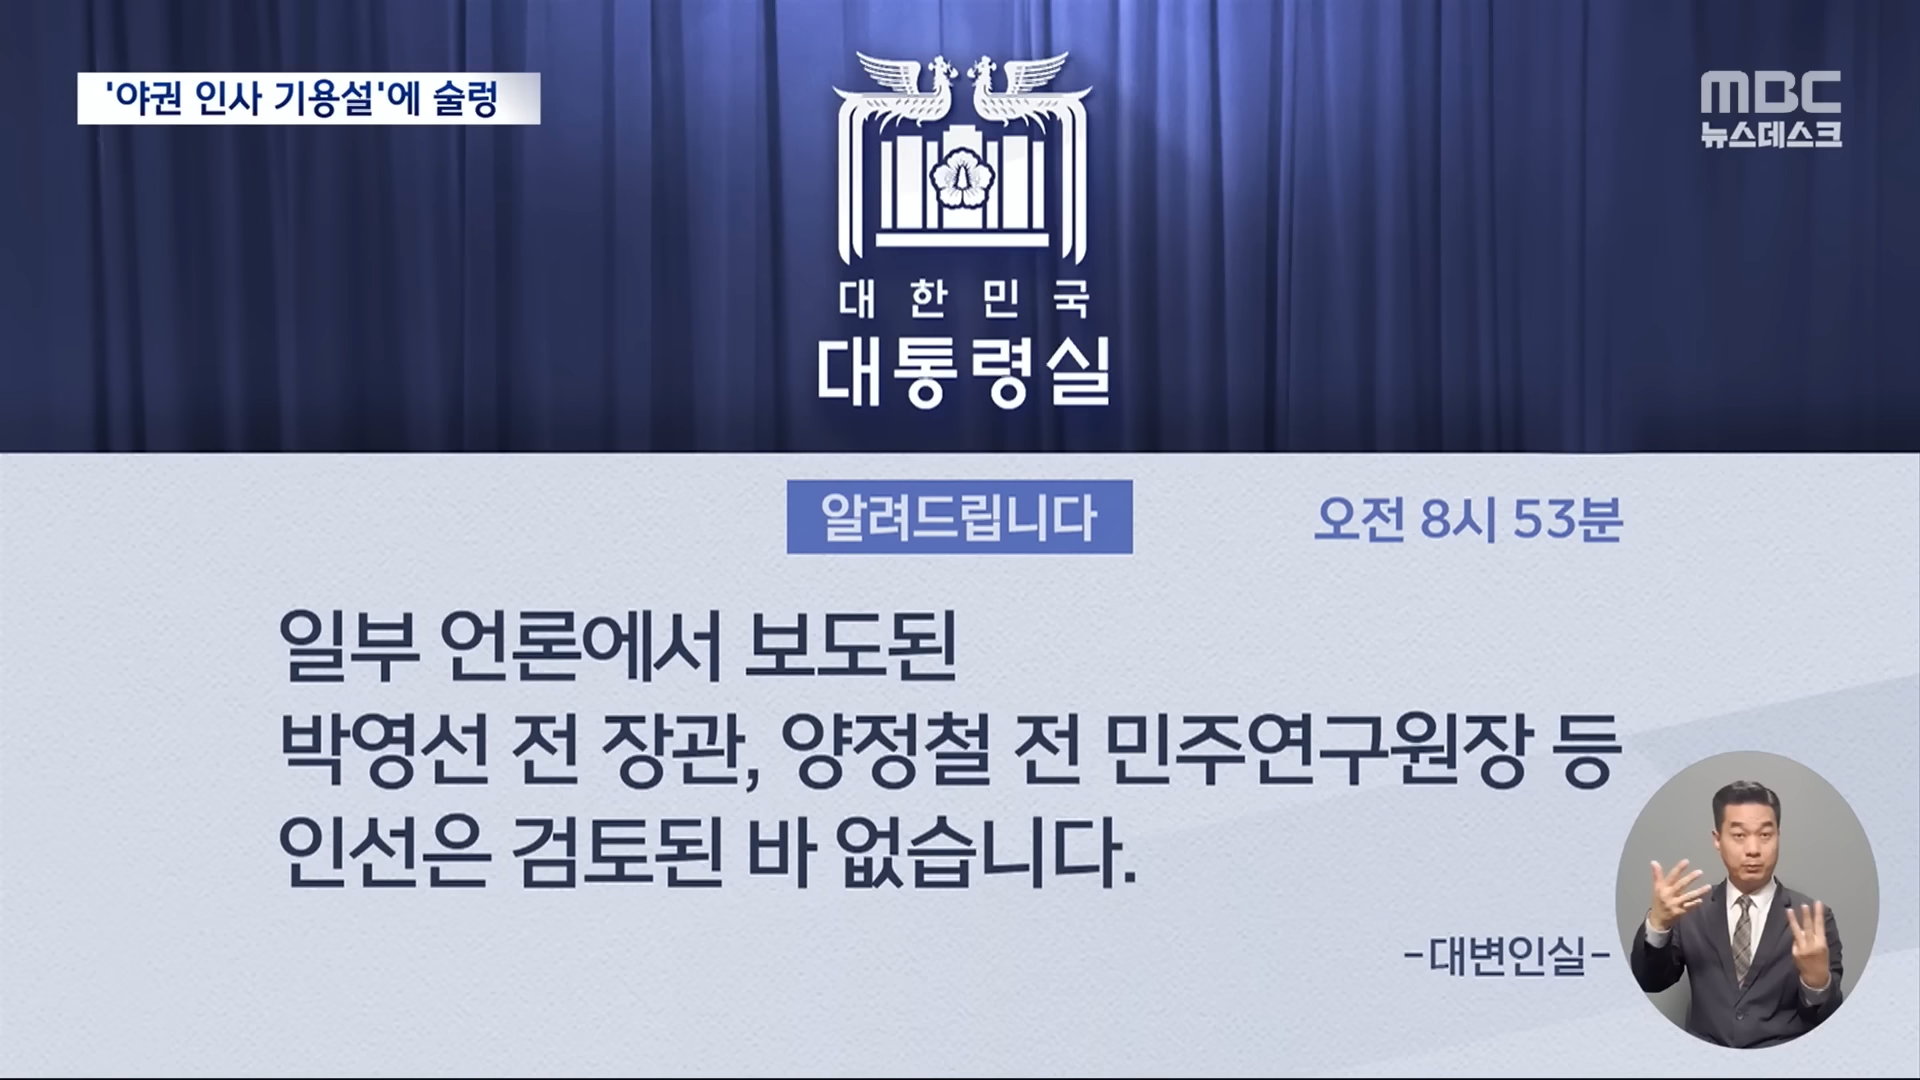 '야권 인사 기용설'에 술렁
MBC
뉴스데스크
대한민국
대통령실
알려드립니다
오전 8시 53분
일부 언론에서 보도된
박영선 전 장관, 양정철 전 민주연구원장 등
인선은 검토된 바 없습니다.
-대변인실-